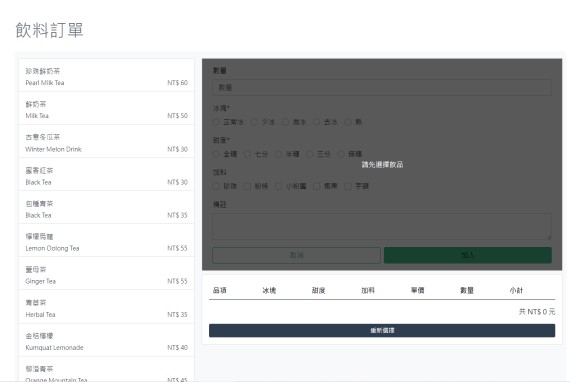 飲料訂單
珍珠鮮奶茶
Pearl Milk Tea NT$ 60
鮮奶茶
Milk Tea NT$ 50
古意冬瓜茶
Winter Melon Drink NT$ 30
蜜香紅茶
Black Tea NT$ 30
包種青茶
Black Tea NT$ 35
檸檬烏龍
Lemon Oolong Tea NT$ 55
薑母茶
Ginger Tea NT$ 55
青草茶
Herbal Tea NT$ 35
金桔檸檬
Kumquat Lemonade NT$ 40
柳澄青茶
Orange Mountain Tea NT$ 45
數量
數量
冰塊*
正常冰 少冰 微冰 去冰 熱
甜度*
全糖 七分 半糖 三分 無糖
請先選擇飲品
加料
珍珠 粉條 小粉圓 椰果 芋頭
備註
取消 加入
品項 冰塊 甜度 加料 單價 數量 小計
共 NT$ 0 元
重新選擇